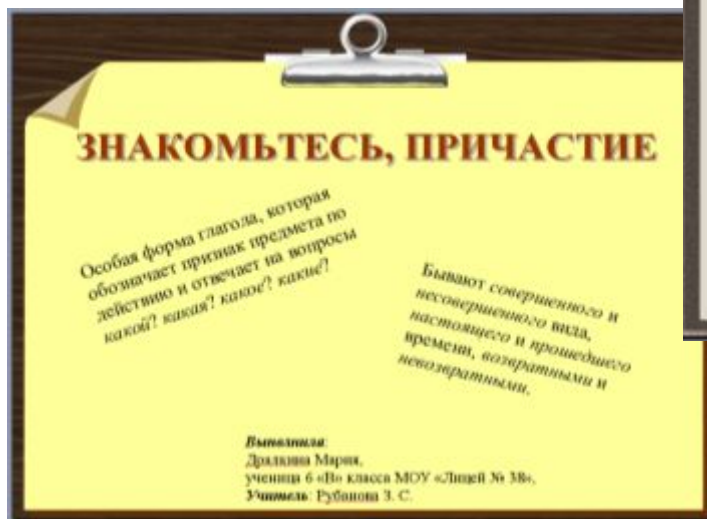 ЗНАКОМЬТЕСЬ, ПРИЧАСТИЕ
Особая форма глагола, которая
обозначает признак предмета по
действию и отвечает на вопросы
какой? какая? какое? какие?
Бывают совершенного и
несовершенного вида,
настоящего и прошедшего
времени, возвратными и
невозвратными.
Выполнила:
Мария,
ученица 6 «В» класса МОУ «Лицей № 38»,
Учитель: Рубанова З. С.